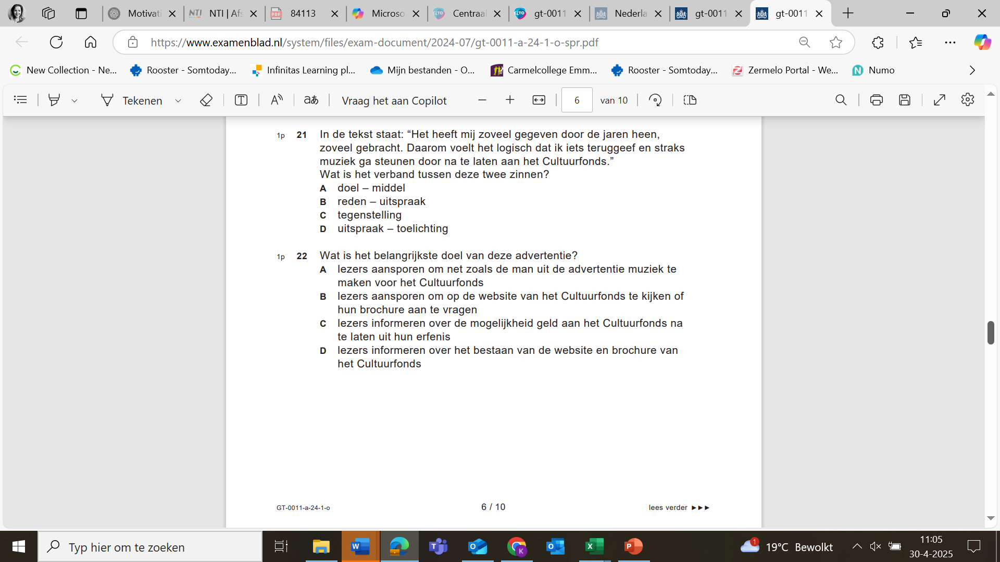 Motivati
NTI | Afs
84113
Microso
Centraal
gt-0011
Nederla
gt-0011
gt-0011
https://www.examenblad.nl/system/files/exam-document/2024-07/gt-0011-a-24-1-o-spr.pdf
New Collection - Ne...
Rooster - Somtoday...
Infinitas Learning pl...
Mijn bestanden - O...
Carmelcollege Emm...
Rooster - Somtoday...
Zermelo Portal - We...
Numo
Tekenen
Vraag het aan Copilot
6
van 10
1p 21 In de tekst staat: “Het heeft mij zoveel gegeven door de jaren heen,
zoveel gebracht. Daarom voelt het logisch dat ik iets teruggeef en straks
muziek ga steunen door na te laten aan het Cultuurfonds.”
Wat is het verband tussen deze twee zinnen?
A doel – middel
B reden – uitspraak
C tegenstelling
D uitspraak – toelichting
1p 22 Wat is het belangrijkste doel van deze advertentie?
A lezers aansporen om net zoals de man uit de advertentie muziek te
maken voor het Cultuurfonds
B lezers aansporen om op de website van het Cultuurfonds te kijken of
hun brochure aan te vragen
C lezers informeren over de mogelijkheid geld aan het Cultuurfonds na
te laten uit hun erfenis
D lezers informeren over het bestaan van de website en brochure van
het Cultuurfonds
GT-0011-a-24-1-o
6 / 10
lees verder ►►►
Typ hier om te zoeken
1
19°C Bewolkt
11:05
30-4-2025